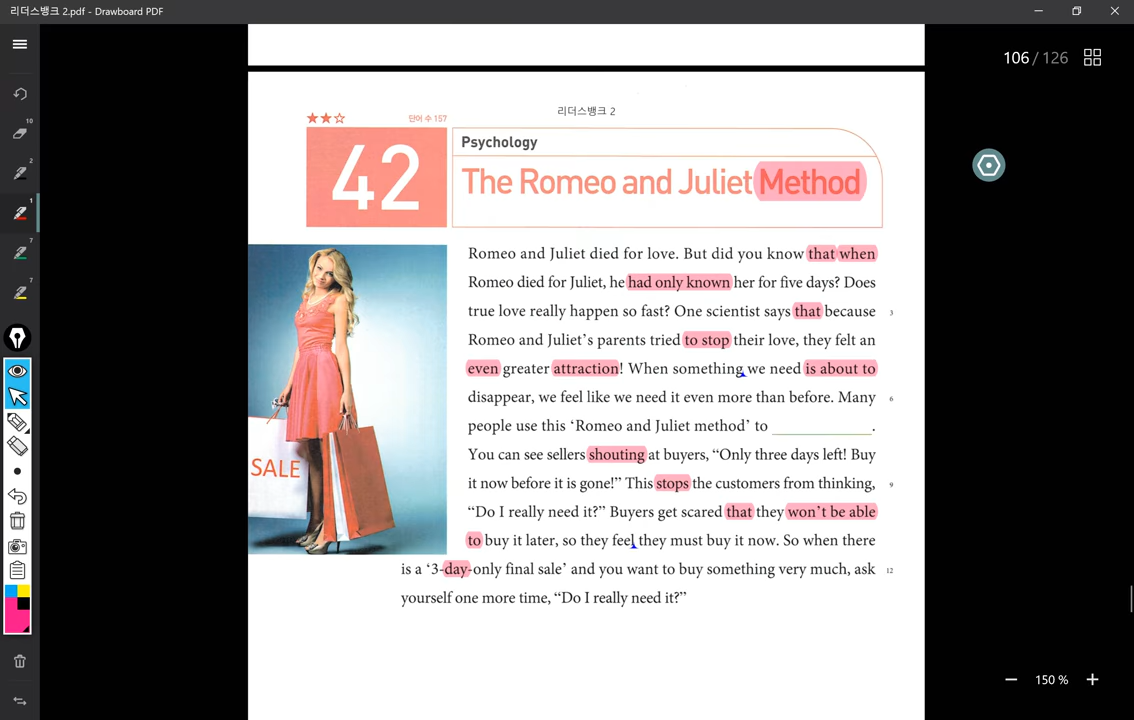 리더스뱅크 2.pdf - Drawboard PDF
106 / 126
리더스뱅크 2
단어 수 157
42
Psychology
The Romeo and Juliet Method
Romeo and Juliet died for love. But did you know that when
Romeo died for Juliet, he had only known her for five days? Does
true love really happen so fast? One scientist says that because
3
Romeo and Juliet's parents tried to stop their love, they felt an
even greater attraction! When something we need is about to
disappear, we feel like we need it even more than before. Many
6
people use this ‘Romeo and Juliet method’ to ____________.
You can see sellers shouting at buyers, “Only three days left! Buy
it now before it is gone!” This stops the customers from thinking,
9
“Do I really need it?” Buyers get scared that they won't be able
to buy it later, so they feel they must buy it now. So when there
is a ‘3-day-only final sale’ and you want to buy something very much, ask
12
yourself one more time, “Do I really need it?”
SALE
10
2
1
7
7
150 %